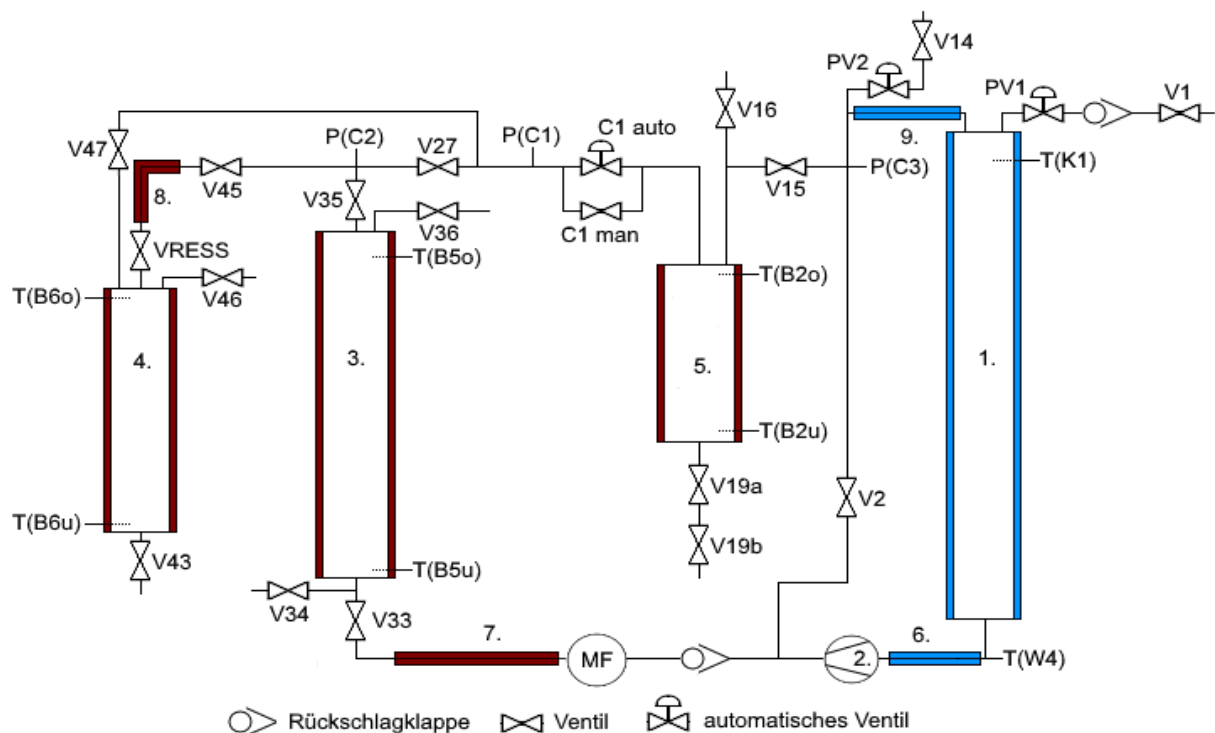 V14
PV2
PV1
V1
V16
9.
T(K1)
C1 auto
P(C1)
P(C2)
V27
V47
V45
V15
P(C3)
8.
V35
V36
C1 man
VRESS
T(B5o)
T(B2o)
V46
T(B6o)
4.
3.
5.
1.
T(B2u)
V19a
V2
T(B6u)
V19b
V43
T(B5u)
V34
V33
7.
MF
2.
6.
T(W4)
Rückschlagklappe
Ventil
automatisches Ventil